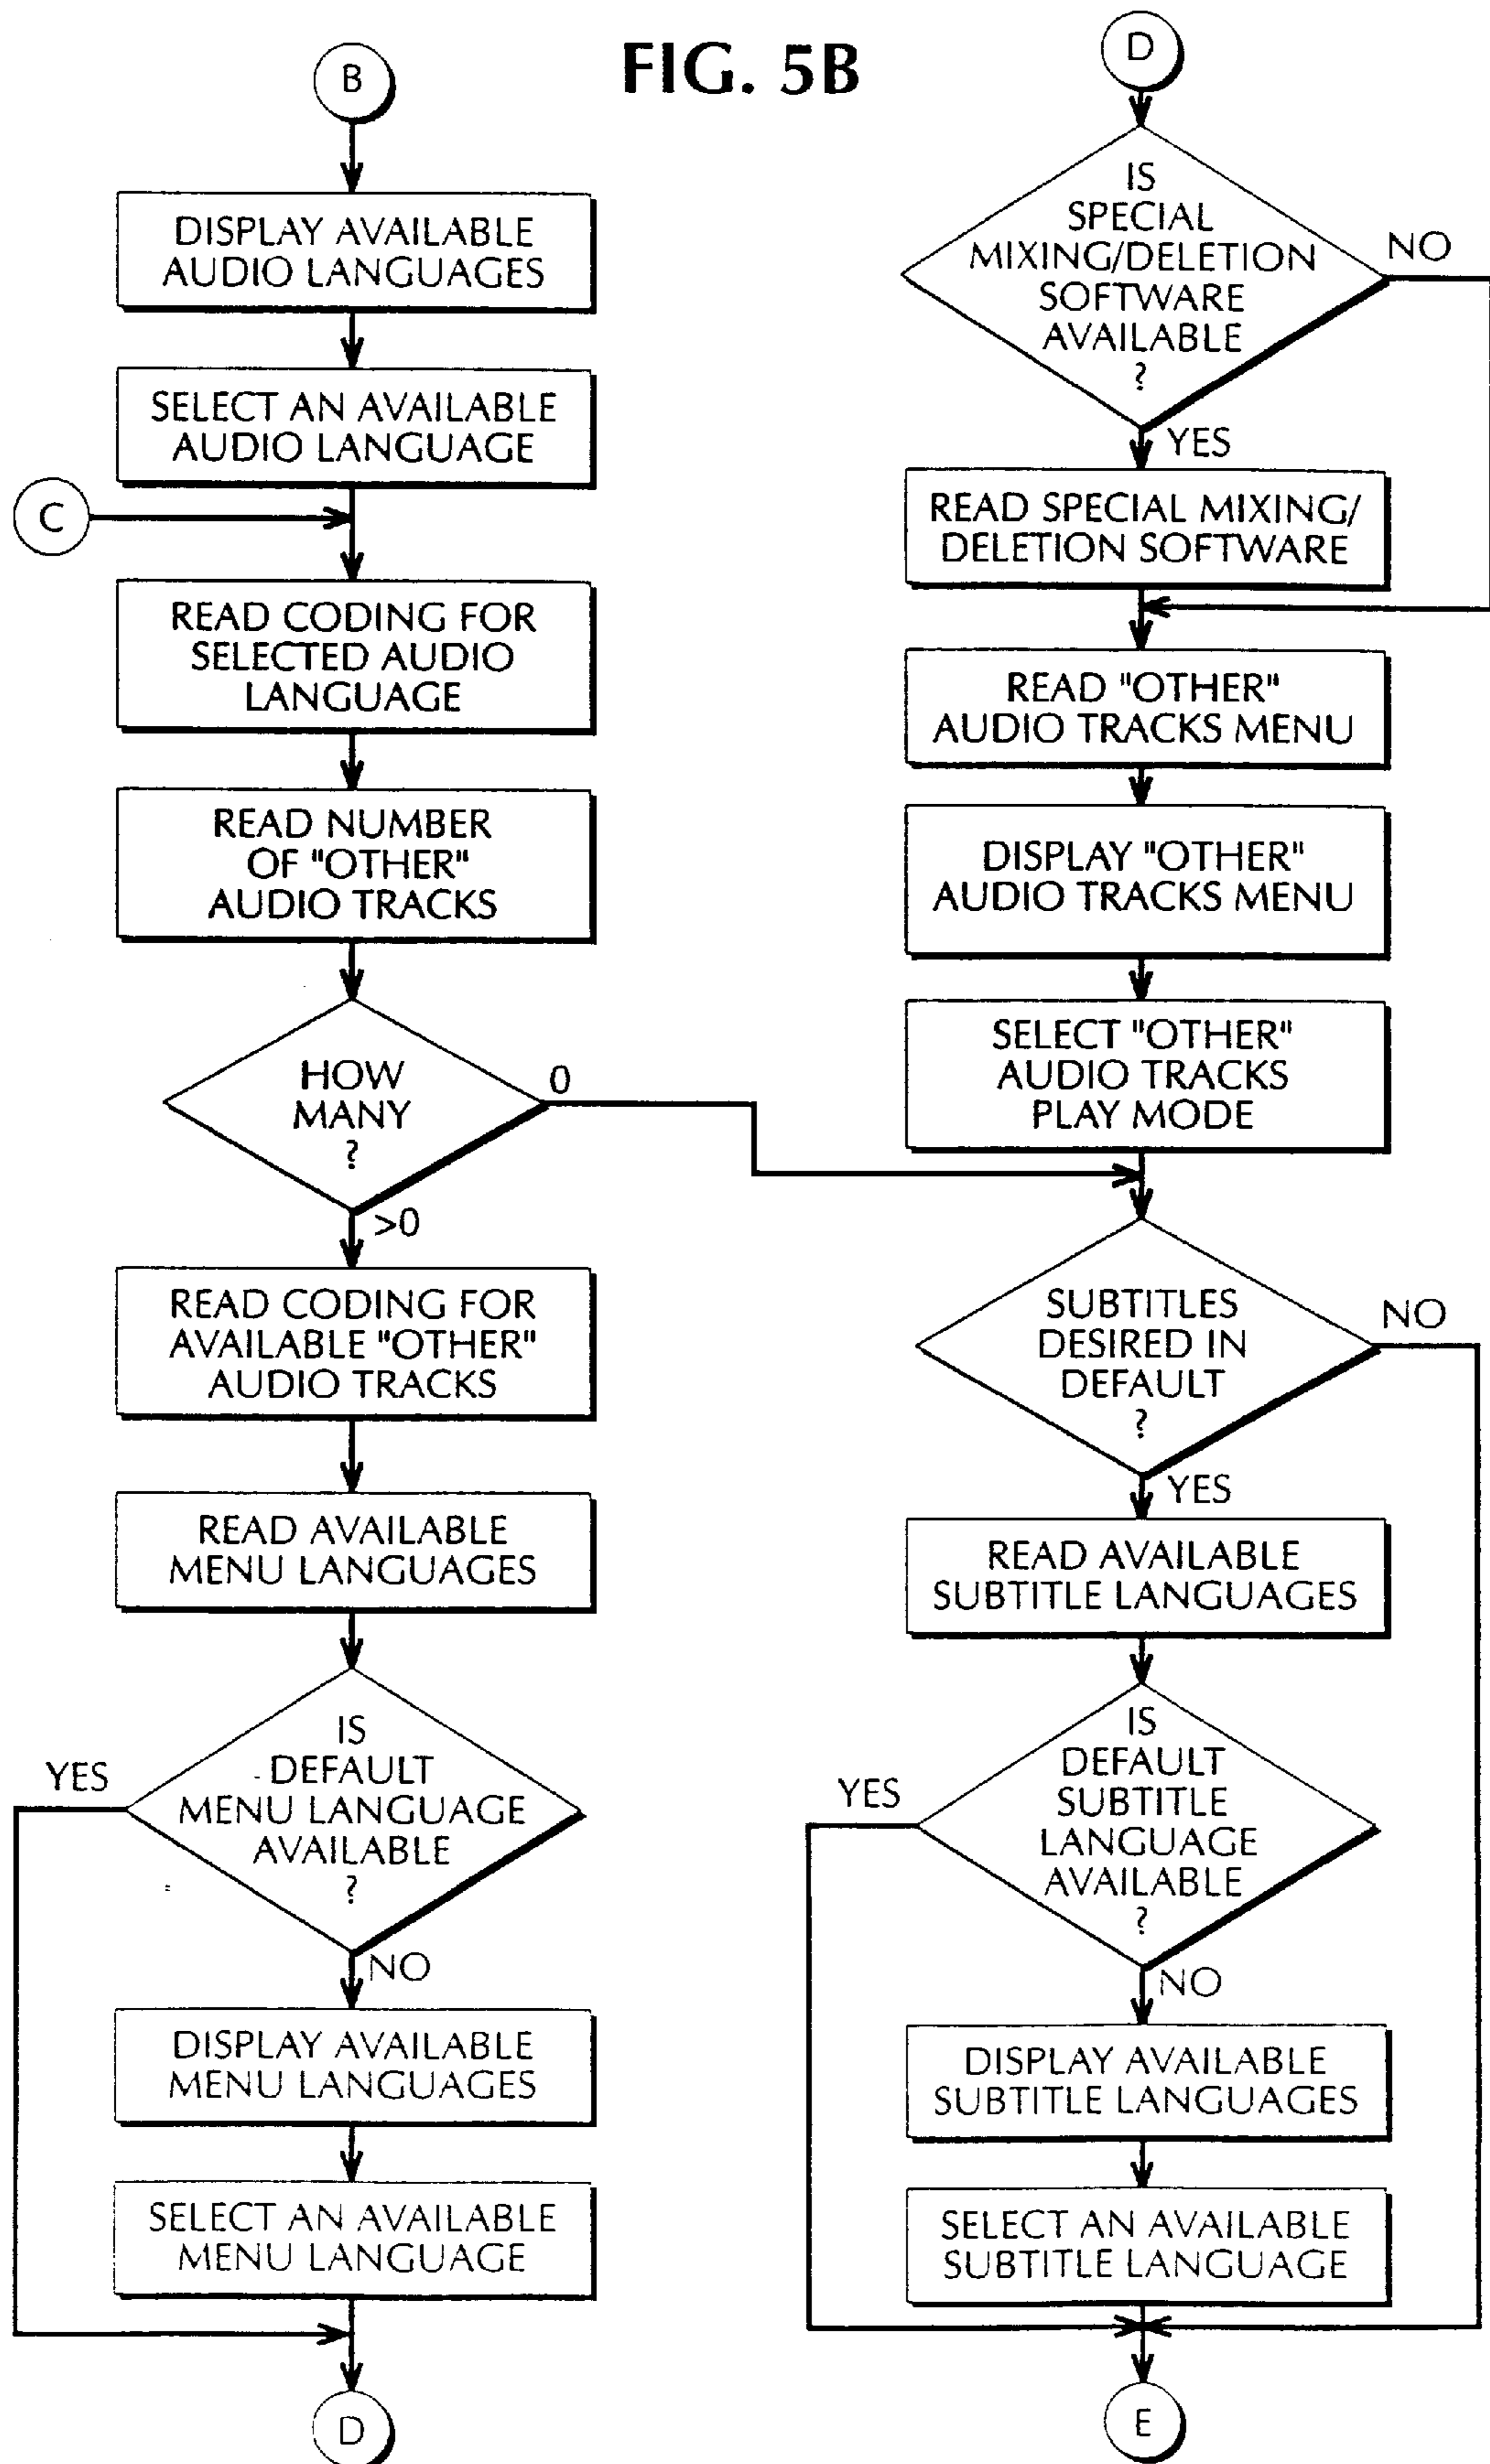 FIG. 5B
B
DISPLAY AVAILABLE
AUDIO LANGUAGES
SELECT AN AVAILABLE
AUDIO LANGUAGE
C
READ CODING FOR
SELECTED AUDIO
LANGUAGE
READ NUMBER
OF "OTHER"
AUDIO TRACKS
HOW
MANY
?
0
>0
READ CODING FOR
AVAILABLE "OTHER"
AUDIO TRACKS
READ AVAILABLE
MENU LANGUAGES
IS
DEFAULT
MENU LANGUAGE
AVAILABLE
?
YES
NO
DISPLAY AVAILABLE
MENU LANGUAGES
SELECT AN AVAILABLE
MENU LANGUAGE
D
D
IS
SPECIAL
MIXING/DELETION
SOFTWARE
AVAILABLE
?
NO
YES
READ SPECIAL MIXING/
DELETION SOFTWARE
READ "OTHER"
AUDIO TRACKS MENU
DISPLAY "OTHER"
AUDIO TRACKS MENU
SELECT "OTHER"
AUDIO TRACKS
PLAY MODE
SUBTITLES
DESIRED IN
DEFAULT
?
NO
YES
READ AVAILABLE
SUBTITLE LANGUAGES
IS
DEFAULT
SUBTITLE
LANGUAGE
AVAILABLE
?
YES
NO
DISPLAY AVAILABLE
SUBTITLE LANGUAGES
SELECT AN AVAILABLE
SUBTITLE LANGUAGE
E